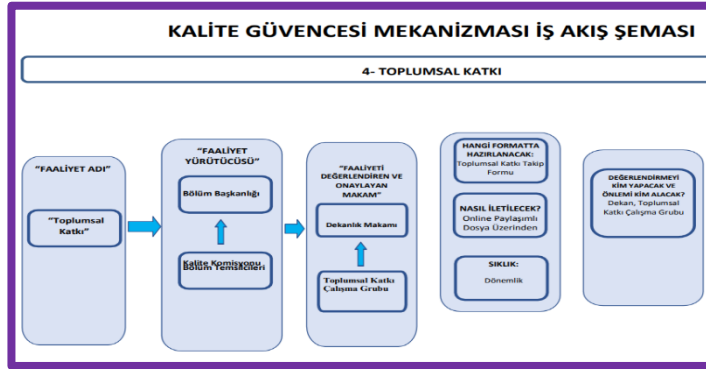 KALİTE GÜVENCESİ MEKANİZMASI İŞ AKIŞ ŞEMASI
4- TOPLUMSAL KATKI
“FAALİYET ADI”
“Toplumsal
Katkı”
“FAALİYET
YÜRÜTÜCÜSÜ”
Bölüm Başkanlığı
Kalite Komisyonu
Bölüm Temsilcileri
“FAALİYETİ
DEĞERLENDİREN VE
ONAYLAYAN
MAKAM”
Dekanlık Makamı
Toplumsal Katkı
Çalışma Grubu
HANGİ FORMATTA
HAZIRLANACAK:
Toplumsal Katkı Takip
Formu
NASIL İLETİLECEK?
Online Paylaşımlı
Dosya Üzerinden
SIKLIK:
Dönemlik
DEĞERLENDİRMEYİ
KİM YAPACAK VE
ÖNLEMİ KİM ALACAK?
Dekan, Toplumsal
Katkı Çalışma Grubu